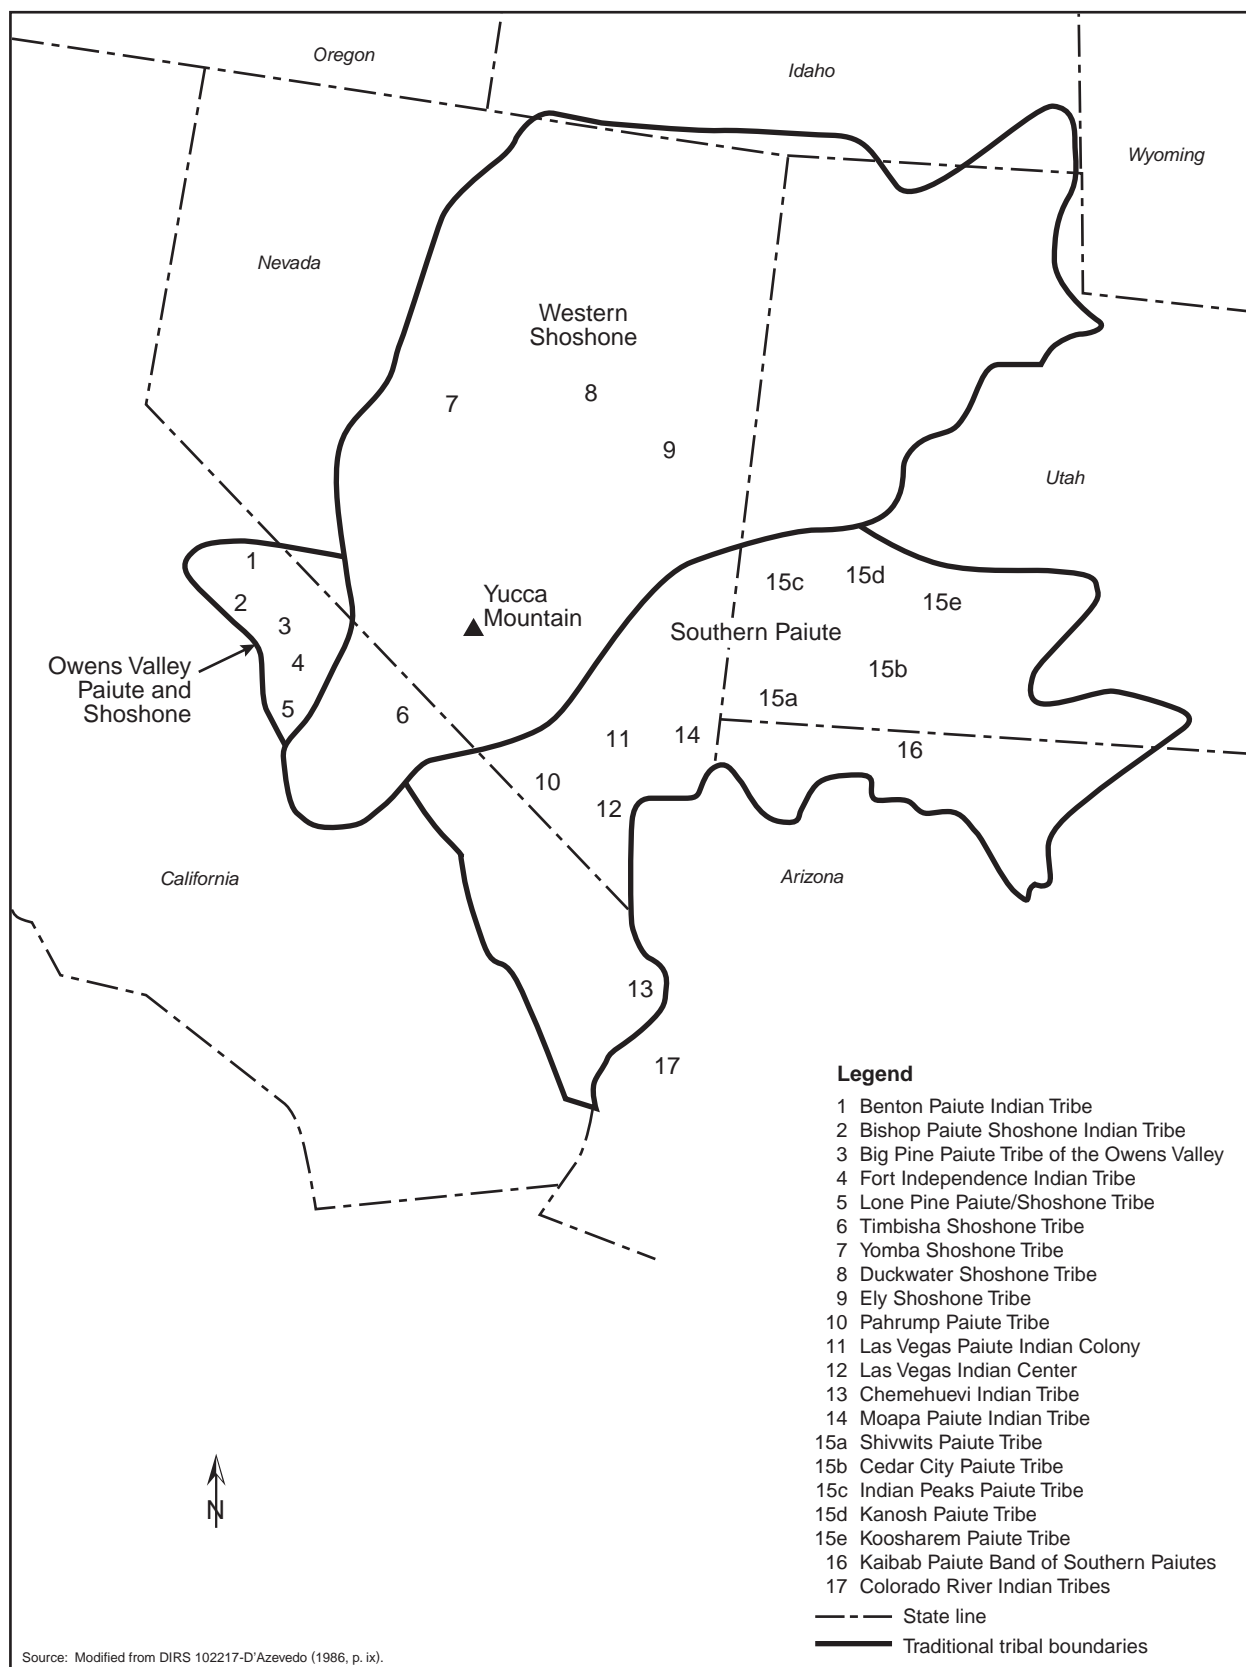 Oregon
Idaho
Wyoming
Nevada
Western
Shoshone
7
8
9
Utah
1
2
3
4
5
6
Owens Valley
Paiute and
Shoshone
Yucca
Mountain
15c
15d
15e
Southern Paiute
15b
15a
11
14
16
10
12
California
Arizona
13
17
Legend
1 Benton Paiute Indian Tribe
2 Bishop Paiute Shoshone Indian Tribe
3 Big Pine Paiute Tribe of the Owens Valley
4 Fort Independence Indian Tribe
5 Lone Pine Paiute/Shoshone Tribe
6 Timbisha Shoshone Tribe
7 Yomba Shoshone Tribe
8 Duckwater Shoshone Tribe
9 Ely Shoshone Tribe
10 Pahrump Paiute Tribe
11 Las Vegas Paiute Indian Colony
12 Las Vegas Indian Center
13 Chemehuevi Indian Tribe
14 Moapa Paiute Indian Tribe
15a Shivwits Paiute Tribe
15b Cedar City Paiute Tribe
15c Indian Peaks Paiute Tribe
15d Kanosh Paiute Tribe
15e Koosharem Paiute Tribe
16 Kaibab Paiute Band of Southern Paiutes
17 Colorado River Indian Tribes
State line
Traditional tribal boundaries
N
Source: Modified from DIRS 102217-D'Azevedo (1986, p. ix).